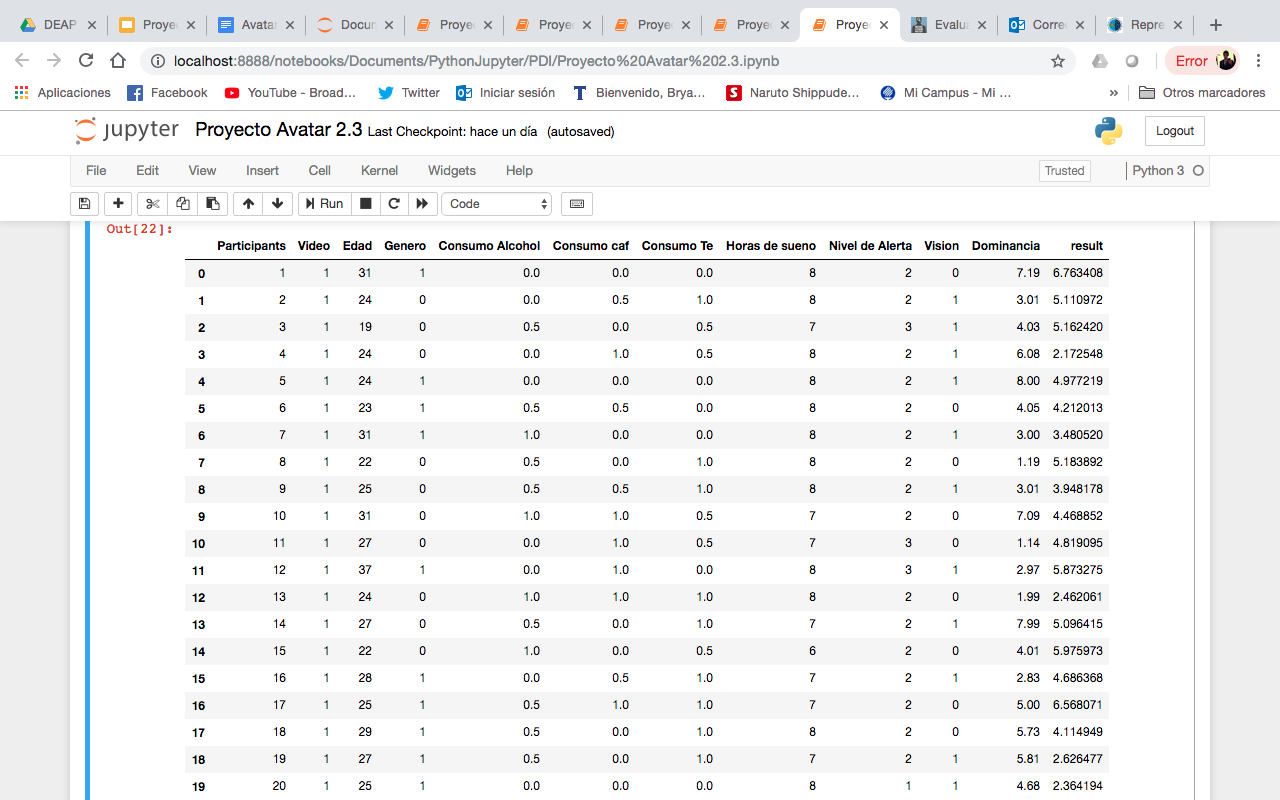 DEAP Proye Avatar Docur Proye Proye Proye Proye Proye Evalua Corre Repre
localhost:8888/notebooks/Documents/PythonJupyter/PDI/Proyecto%20Avatar%202.3.ipynb Error
Aplicaciones Facebook YouTube - Broad... Twitter Iniciar sesión Bienvenido, Brya... Naruto Shippude... Mi Campus - Mi ... » Otros marcadores
jupyter Proyecto Avatar 2.3 Last Checkpoint: hace un día (autosaved) Logout
File Edit View Insert Cell Kernel Widgets Help Trusted Python 3
Run Code
Out[22]:
Participants Video Edad Genero Consumo Alcohol Consumo caf Consumo Te Horas de sueno Nivel de Alerta Vision Dominancia result
0 1 1 31 1 0.0 0.0 0.0 8 2 0 7.19 6.763408
1 2 1 24 0 0.0 0.5 1.0 8 2 1 3.01 5.110972
2 3 1 19 0 0.5 0.0 0.5 7 3 1 4.03 5.162420
3 4 1 24 0 0.0 1.0 0.5 8 2 1 6.08 2.172548
4 5 1 24 1 0.0 0.0 0.0 8 2 1 8.00 4.977219
5 6 1 23 1 0.5 0.5 0.0 8 2 0 4.05 4.212013
6 7 1 31 1 1.0 0.0 0.0 8 2 1 3.00 3.480520
7 8 1 22 0 0.5 0.0 1.0 8 2 0 1.19 5.183892
8 9 1 25 0 0.5 0.5 1.0 8 2 1 3.01 3.948178
9 10 1 31 0 1.0 1.0 0.5 7 2 0 7.09 4.468852
10 11 1 27 0 0.0 1.0 0.5 7 3 0 1.14 4.819095
11 12 1 37 1 0.0 1.0 0.0 8 3 1 2.97 5.873275
12 13 1 24 0 1.0 1.0 1.0 8 2 0 1.99 2.462061
13 14 1 27 0 0.5 0.0 1.0 7 2 1 7.99 5.096415
14 15 1 22 0 1.0 0.0 0.5 6 2 0 4.01 5.975973
15 16 1 28 1 0.0 0.5 1.0 7 2 1 2.83 4.686368
16 17 1 25 1 0.5 1.0 1.0 7 2 0 5.00 6.568071
17 18 1 29 1 0.5 0.0 1.0 8 2 0 5.73 4.114949
18 19 1 27 1 0.5 0.0 1.0 7 2 1 5.81 2.626477
19 20 1 25 1 0.0 0.0 0.0 8 1 1 4.68 2.364194